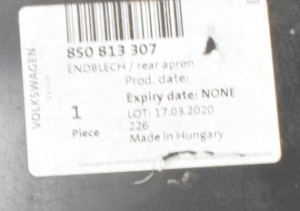 VOLKSWAGEN
8S0 813 307
ENDBLECH / rear apron
Prod. date:
Expiry date: NONE
1
LOT: 17.03.2020
Piece
226
Made in Hungary